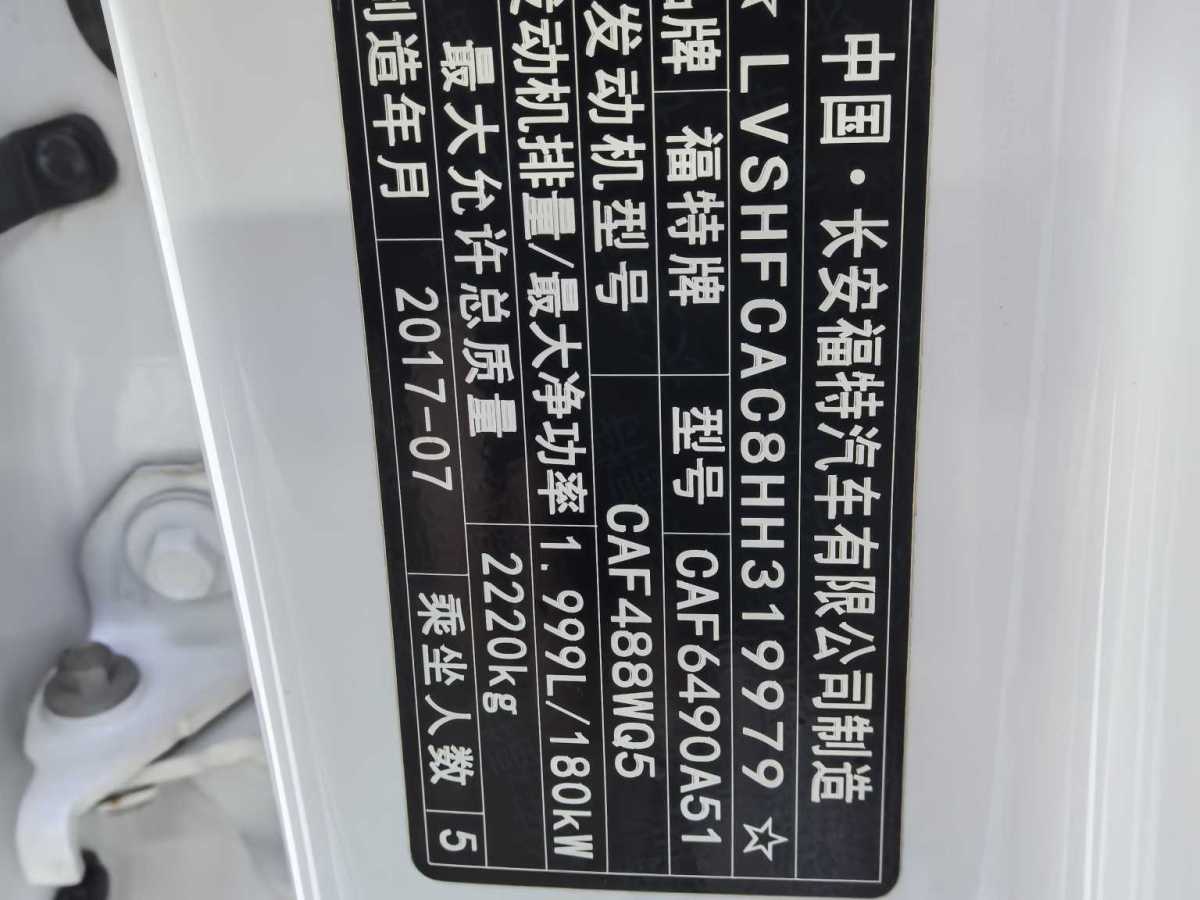 中国·长安福特汽车有限公司制造
★LVSHFCAC8HH319979☆
品牌 福特牌 型号 CAF6490A51
发动机型号 CAF488WQ5
发动机排量/最大净功率 1.999L/180kW
最大允许总质量 2220kg
制造年月 2017-07 乘坐人数 5